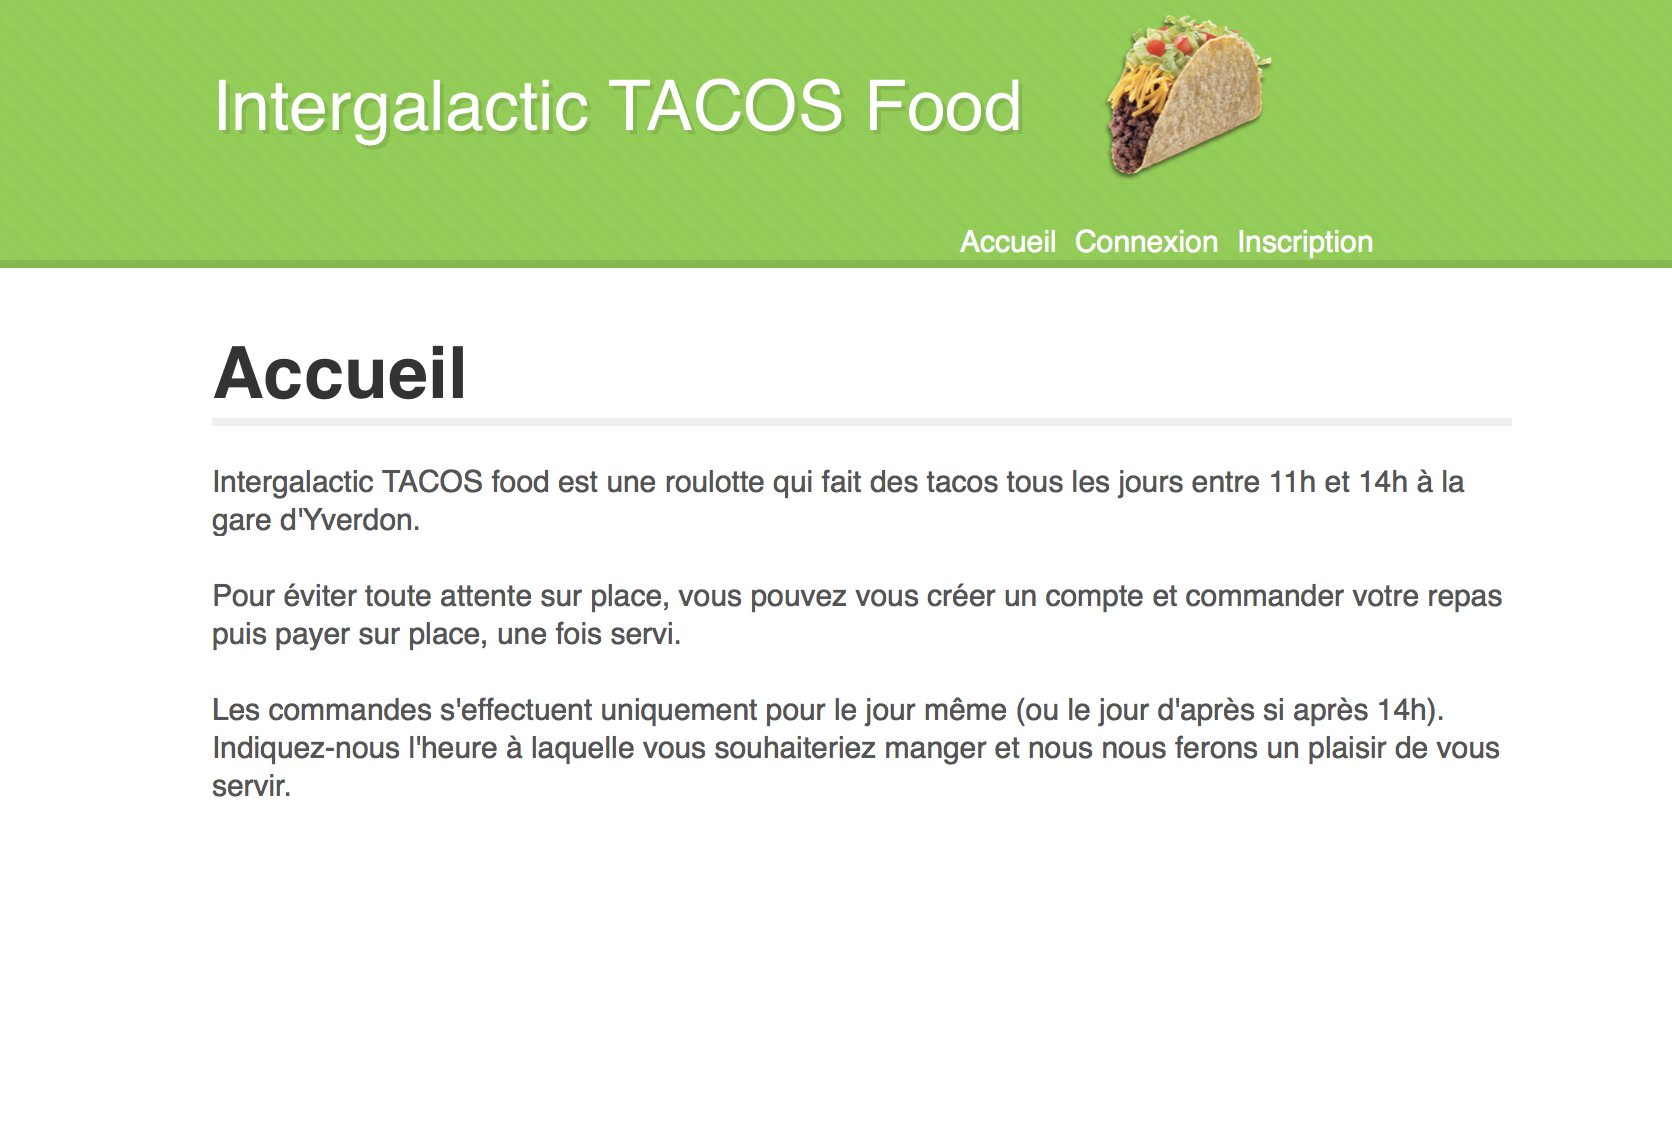 Intergalactic TACOS Food
Accueil Connexion Inscription
Accueil
Intergalactic TACOS food est une roulotte qui fait des tacos tous les jours entre 11h et 14h à la
gare d'Yverdon.
Pour éviter toute attente sur place, vous pouvez vous créer un compte et commander votre repas
puis payer sur place, une fois servi.
Les commandes s'effectuent uniquement pour le jour même (ou le jour d'après si après 14h).
Indiquez-nous l'heure à laquelle vous souhaiteriez manger et nous nous ferons un plaisir de vous
servir.